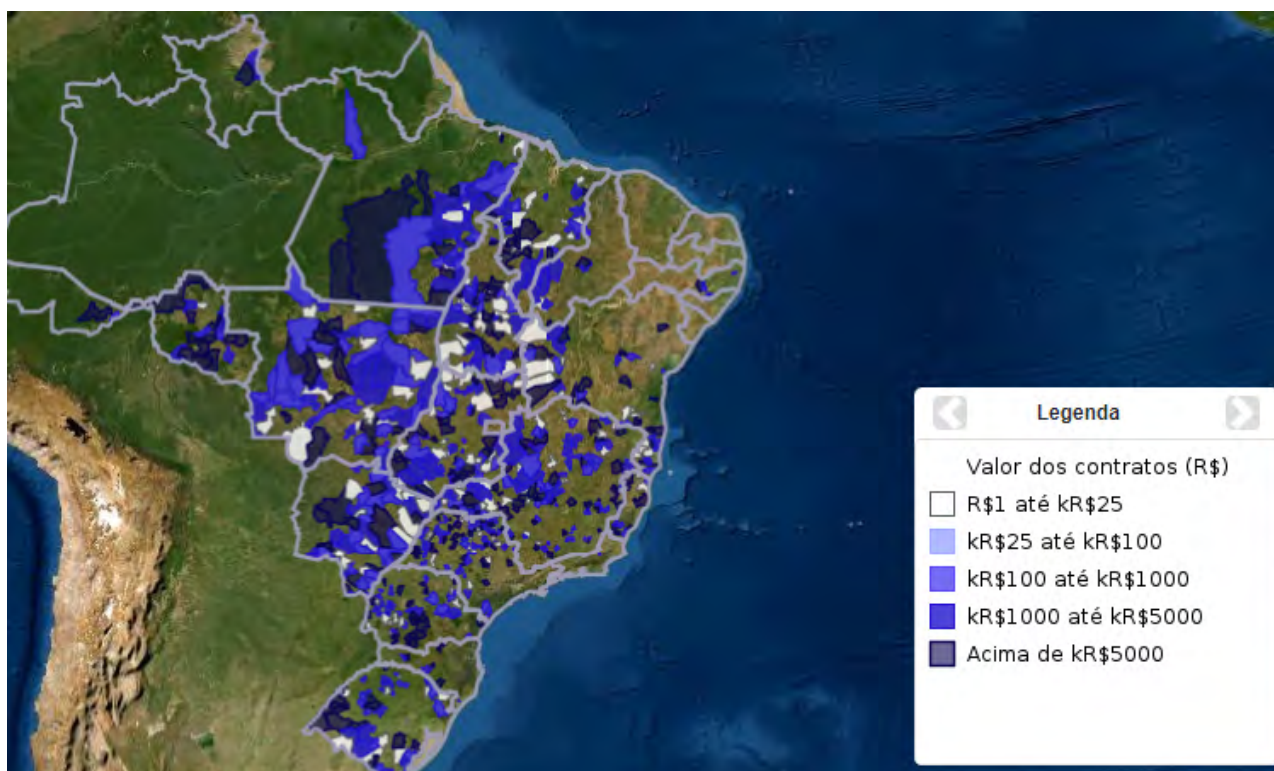 Legenda
Valor dos contratos (R$)
R$1 até kR$25
kR$25 até kR$100
kR$100 até kR$1000
kR$1000 até kR$5000
Acima de kR$5000